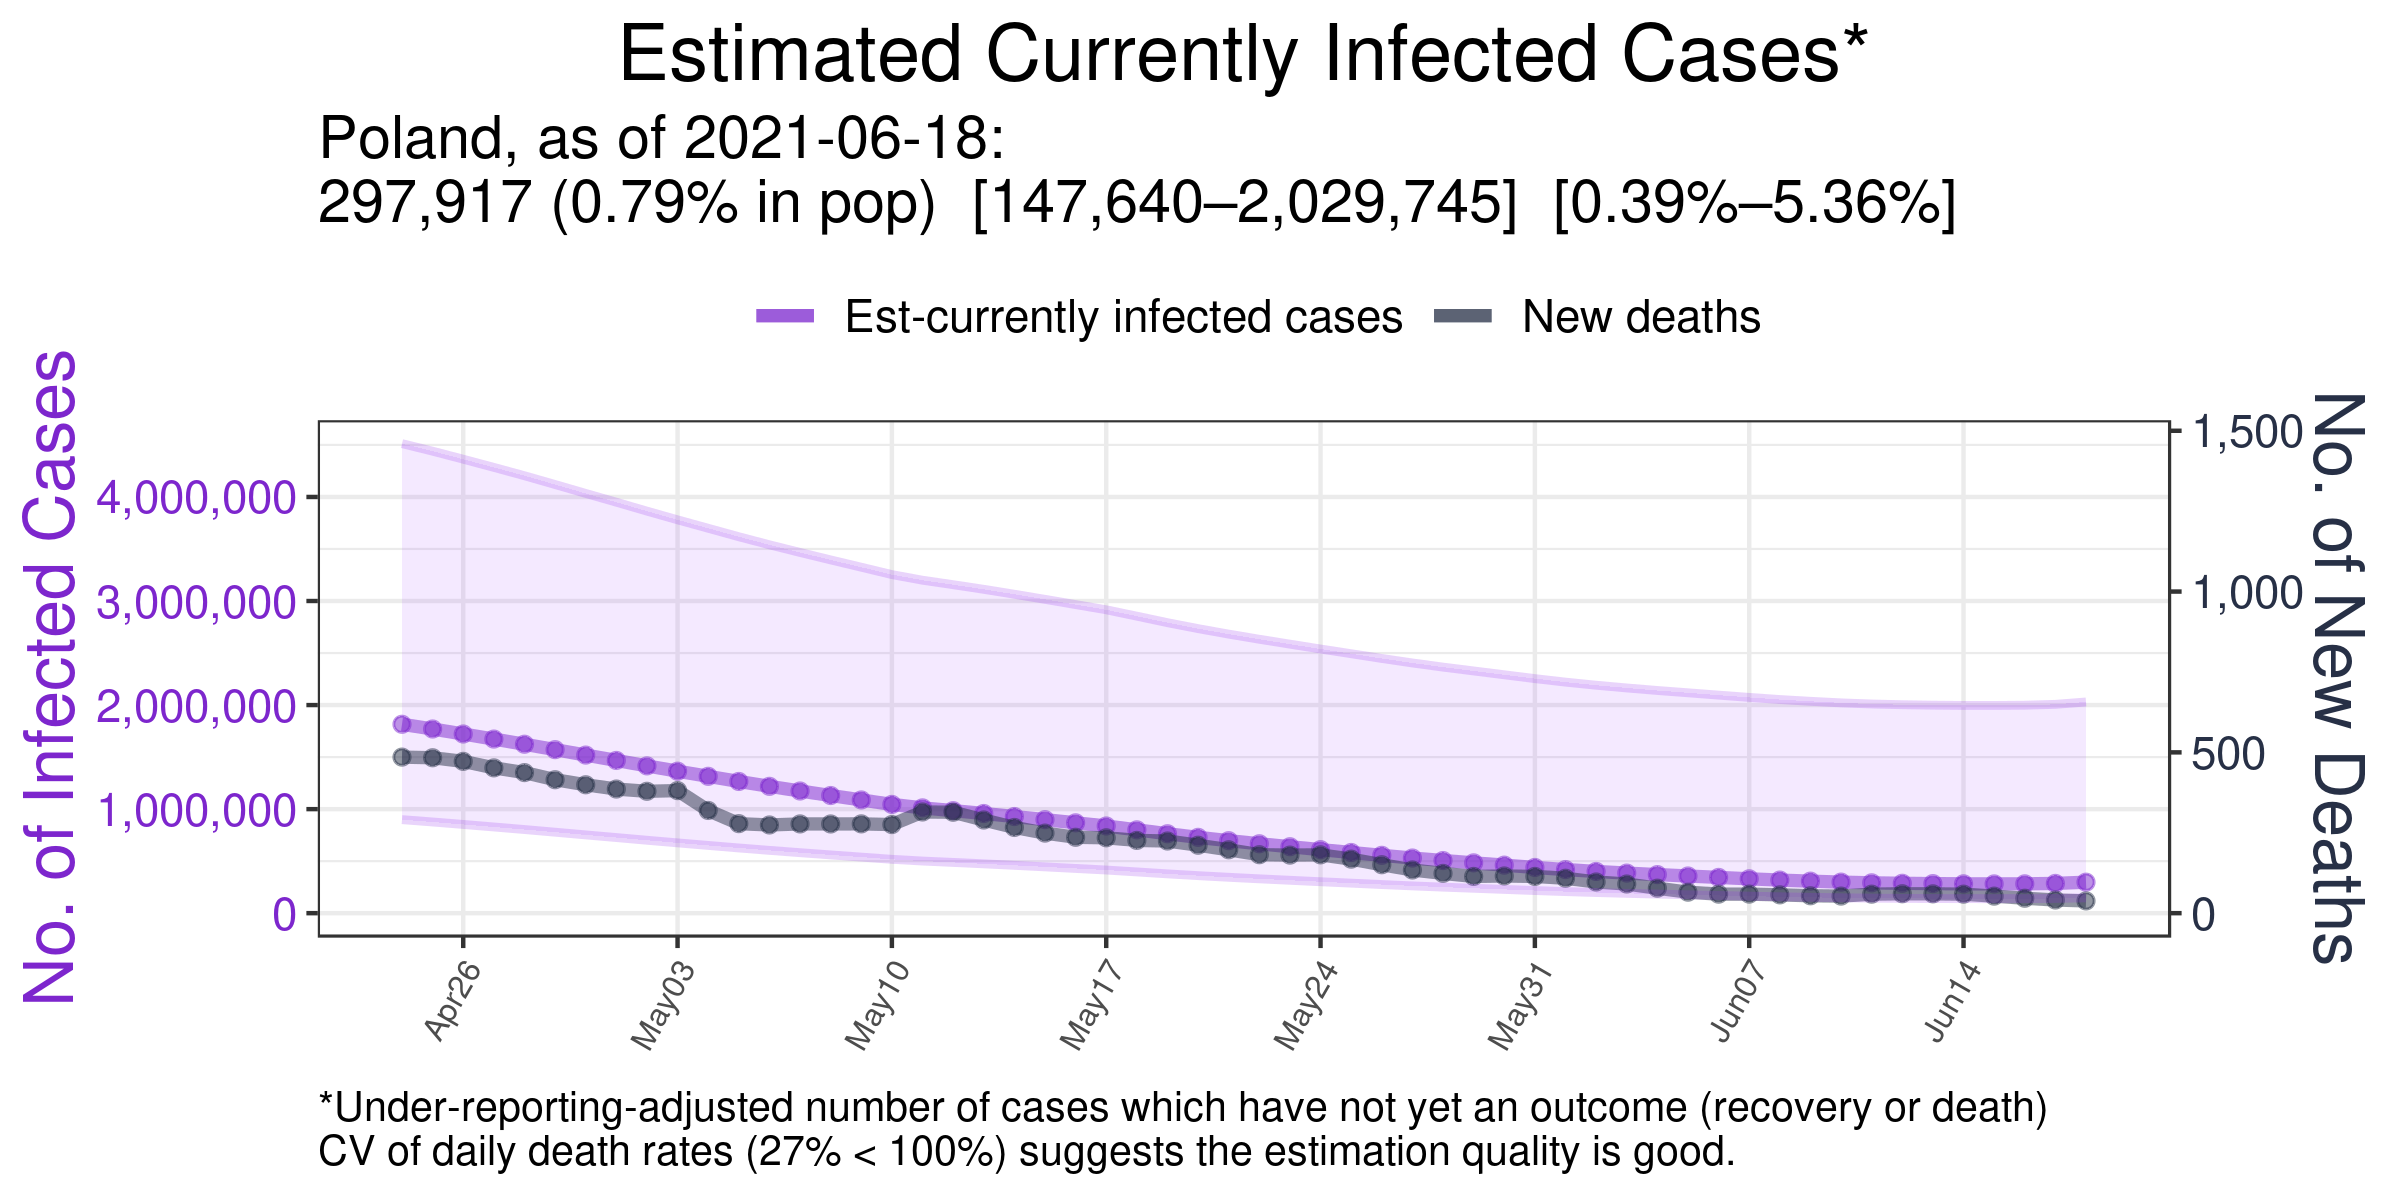 Estimated Currently Infected Cases*
Poland, as of 2021-06-18:
297,917 (0.79% in pop) [147,640–2,029,745] [0.39%–5.36%]
Est-currently infected cases New deaths
No. of Infected Cases
4,000,000
3,000,000
2,000,000
1,000,000
0
1,500
1,000
500
0
No. of New Deaths
Apr26 May03 May10 May17 May24 May31 Jun07 Jun14
*Under-reporting-adjusted number of cases which have not yet an outcome (recovery or death)
CV of daily death rates (27% < 100%) suggests the estimation quality is good.